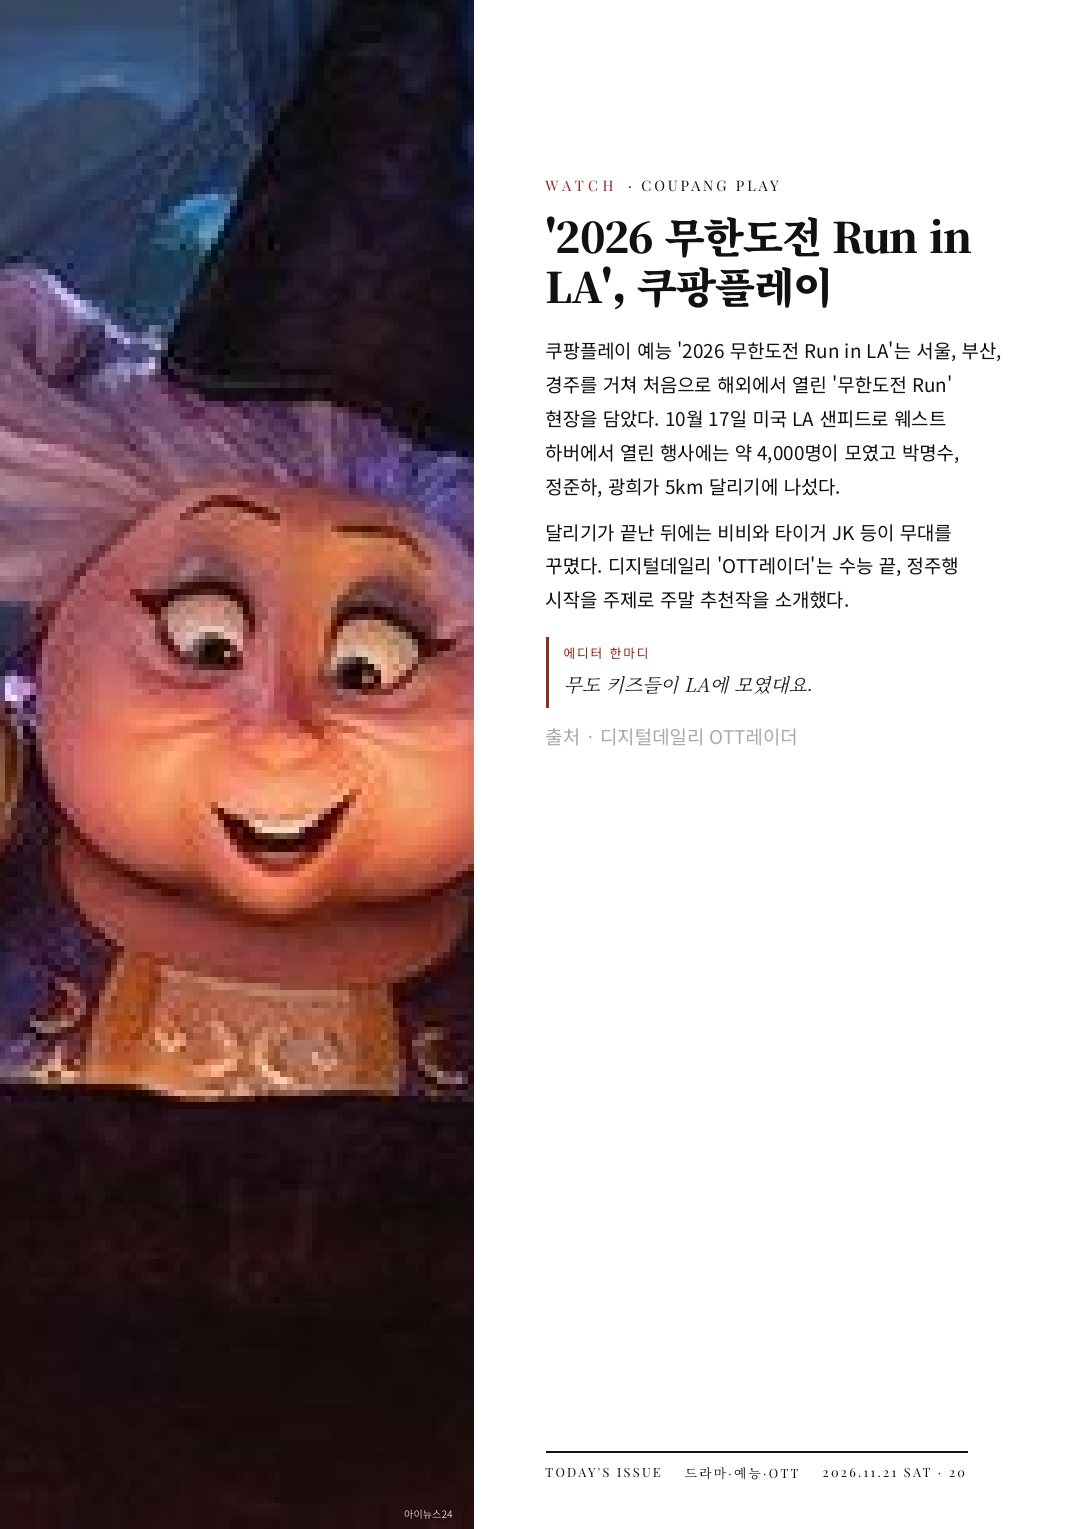 WATCH · COUPANG PLAY
'2026 무한도전 Run in
LA', 쿠팡플레이
쿠팡플레이 예능 '2026 무한도전 Run in LA'는 서울, 부산,
경주를 거쳐 처음으로 해외에서 열린 '무한도전 Run'
현장을 담았다. 10월 17일 미국 LA 샌피드로 웨스트
하버에서 열린 행사에는 약 4,000명이 모였고 박명수,
정준하, 광희가 5km 달리기에 나섰다.
달리기가 끝난 뒤에는 비비와 타이거 JK 등이 무대를
꾸몄다. 디지털데일리 'OTT레이더'는 수능 끝, 정주행
시작을 주제로 주말 추천작을 소개했다.
에디터 한마디
무도 키즈들이 LA에 모였대요.
출처 · 디지털데일리 OTT레이더
TODAY'S ISSUE 드라마·예능·OTT 2026.11.21 SAT · 20
아이뉴스24